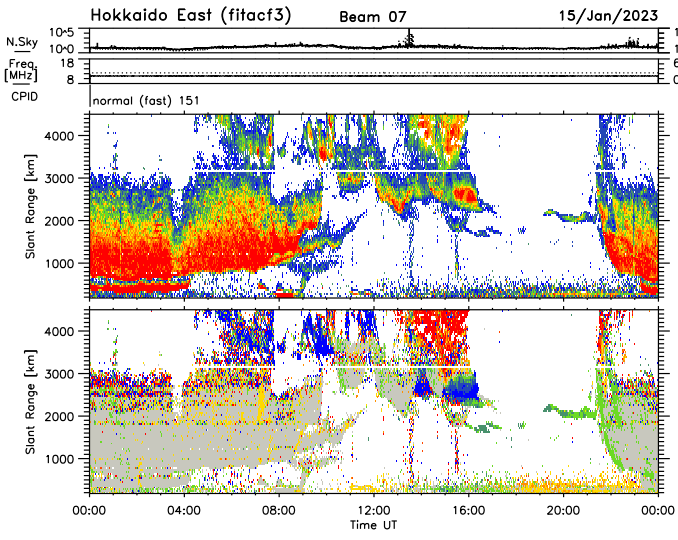 Hokkaido East (fitacf3) Beam 07 15/Jan/2023
N.Sky 10^5 10^0 1 1
Freq. [MHz] 18 8 6 0
CPID normal (fast) 151
Slant Range [km] 4000 3000 2000 1000
Slant Range [km] 4000 3000 2000 1000
00:00 04:00 08:00 12:00 16:00 20:00 00:00
Time UT